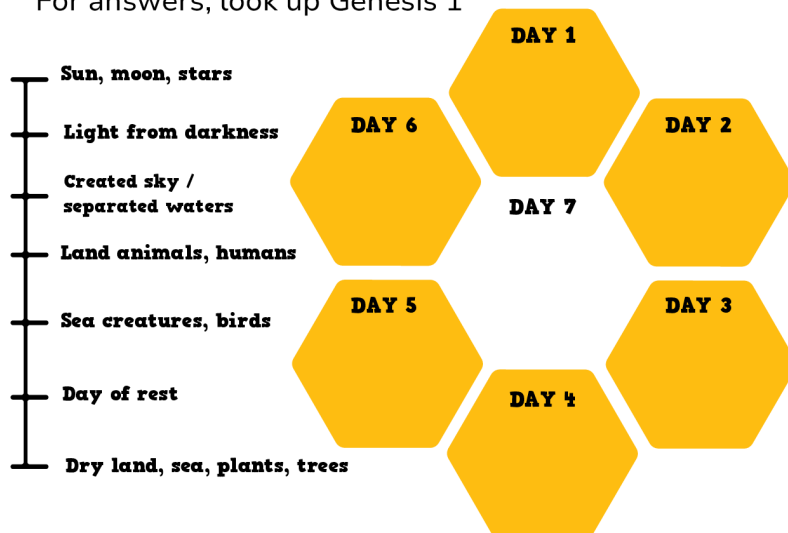 For answers, look up Genesis 1
Sun, moon, stars
Light from darkness
Created sky /
separated waters
Land animals, humans
Sea creatures, birds
Day of rest
Dry land, sea, plants, trees
DAY 1
DAY 6
DAY 2
DAY 7
DAY 5
DAY 3
DAY 4